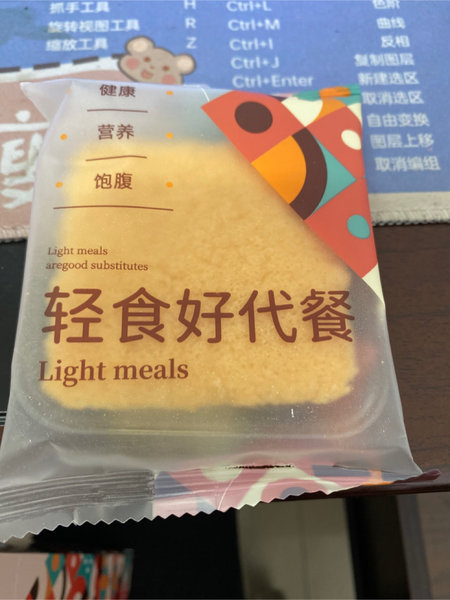 抓手工具 H
旋转视图工具 R
缩放工具 Z
Ctrl+L 色阶
Ctrl+M 曲线
Ctrl+I 反相
Ctrl+J 复制图层
Ctrl+Enter 新建选区
取消选区
自由变换
图层上移
取消编组
健康
营养
饱腹
Light meals
aregood substitutes
轻食好代餐
Light meals